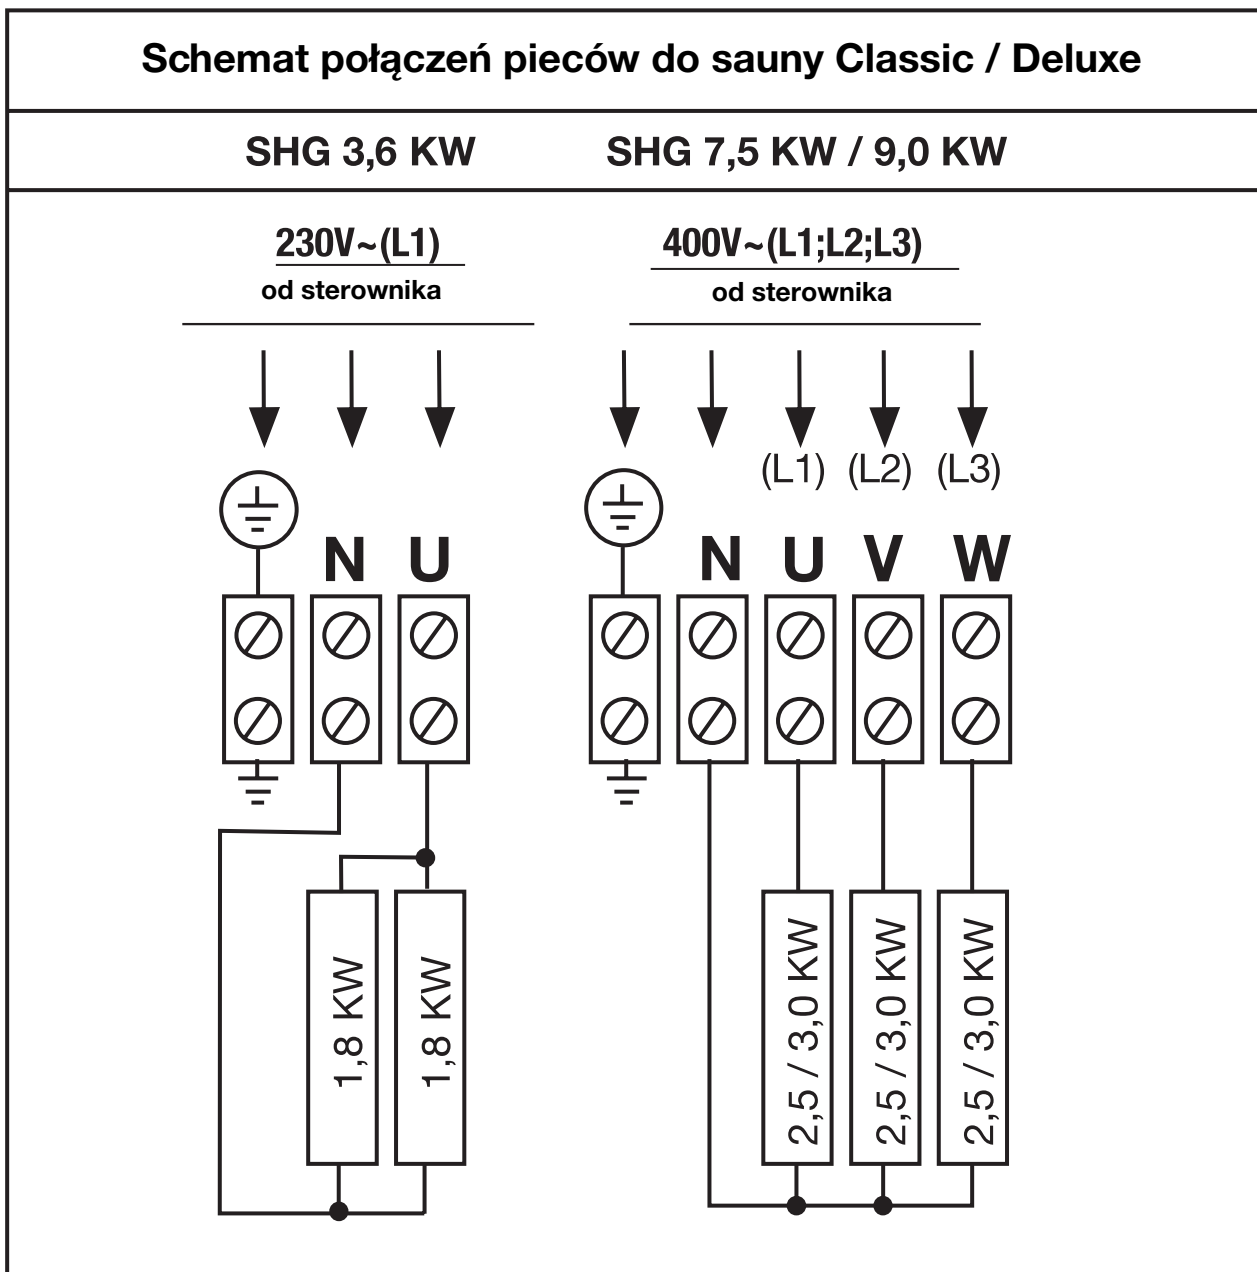 Schemat połączeń pieców do sauny Classic / Deluxe
SHG 3,6 KW
SHG 7,5 KW / 9,0 KW
230V~(L1)
od sterownika
N U
1,8 KW
1,8 KW
400V~(L1;L2;L3)
od sterownika
(L1) (L2) (L3)
N U V W
2,5 / 3,0 KW
2,5 / 3,0 KW
2,5 / 3,0 KW